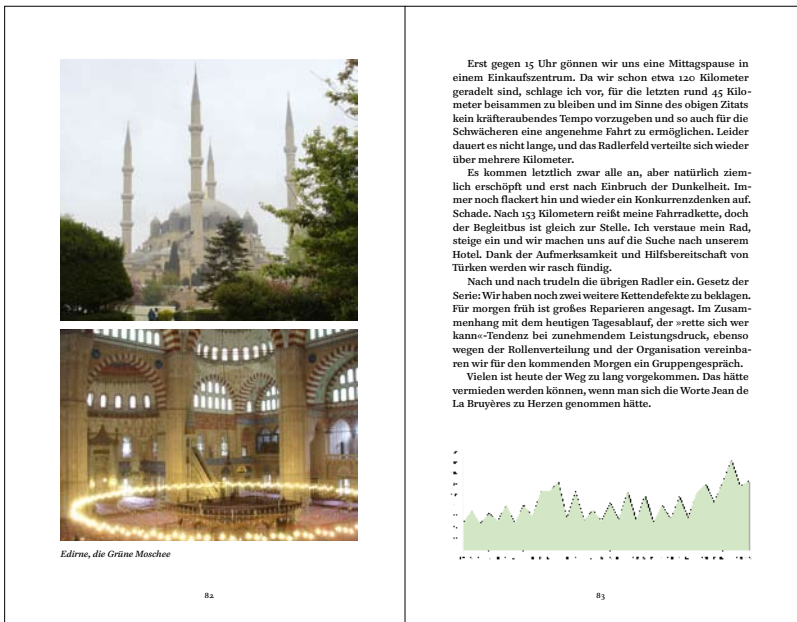 Edirne, die Grüne Moschee
82
Erst gegen 15 Uhr gönnen wir uns eine Mittagspause in
einem Einkaufszentrum. Da wir schon etwa 120 Kilometer
geradelt sind, schlage ich vor, für die letzten rund 45 Kilo-
meter beisammen zu bleiben und im Sinne des obigen Zitats
kein kräfteraubendes Tempo vorzugeben und so auch für die
Schwächeren eine angenehme Fahrt zu ermöglichen. Leider
dauert es nicht lange, und das Radlerfeld verteilte sich wieder
über mehrere Kilometer.
Es kommen letztlich zwar alle an, aber natürlich ziem-
lich erschöpft und erst nach Einbruch der Dunkelheit. Im-
mer noch flackert hin und wieder ein Konkurrenzdenken auf.
Schade. Nach 153 Kilometern reißt meine Fahrradkette, doch
der Begleitbus ist gleich zur Stelle. Ich verstaue mein Rad,
steige ein und wir machen uns auf die Suche nach unserem
Hotel. Dank der Aufmerksamkeit und Hilfsbereitschaft von
Türken werden wir rasch fündig.
Nach und nach trudeln die übrigen Radler ein. Gesetz der
Serie: Wir haben noch zwei weitere Kettendefekte zu beklagen.
Für morgen früh ist großes Reparieren angesagt. Im Zusam-
menhang mit dem heutigen Tagesablauf, der »rette sich wer
kann«-Tendenz bei zunehmendem Leistungsdruck, ebenso
wegen der Rollenverteilung und der Organisation vereinba-
ren wir für den kommenden Morgen ein Gruppengespräch.
Vielen ist heute der Weg zu lang vorgekommen. Das hätte
vermieden werden können, wenn man sich die Worte Jean de
La Bruyères zu Herzen genommen hätte.
83